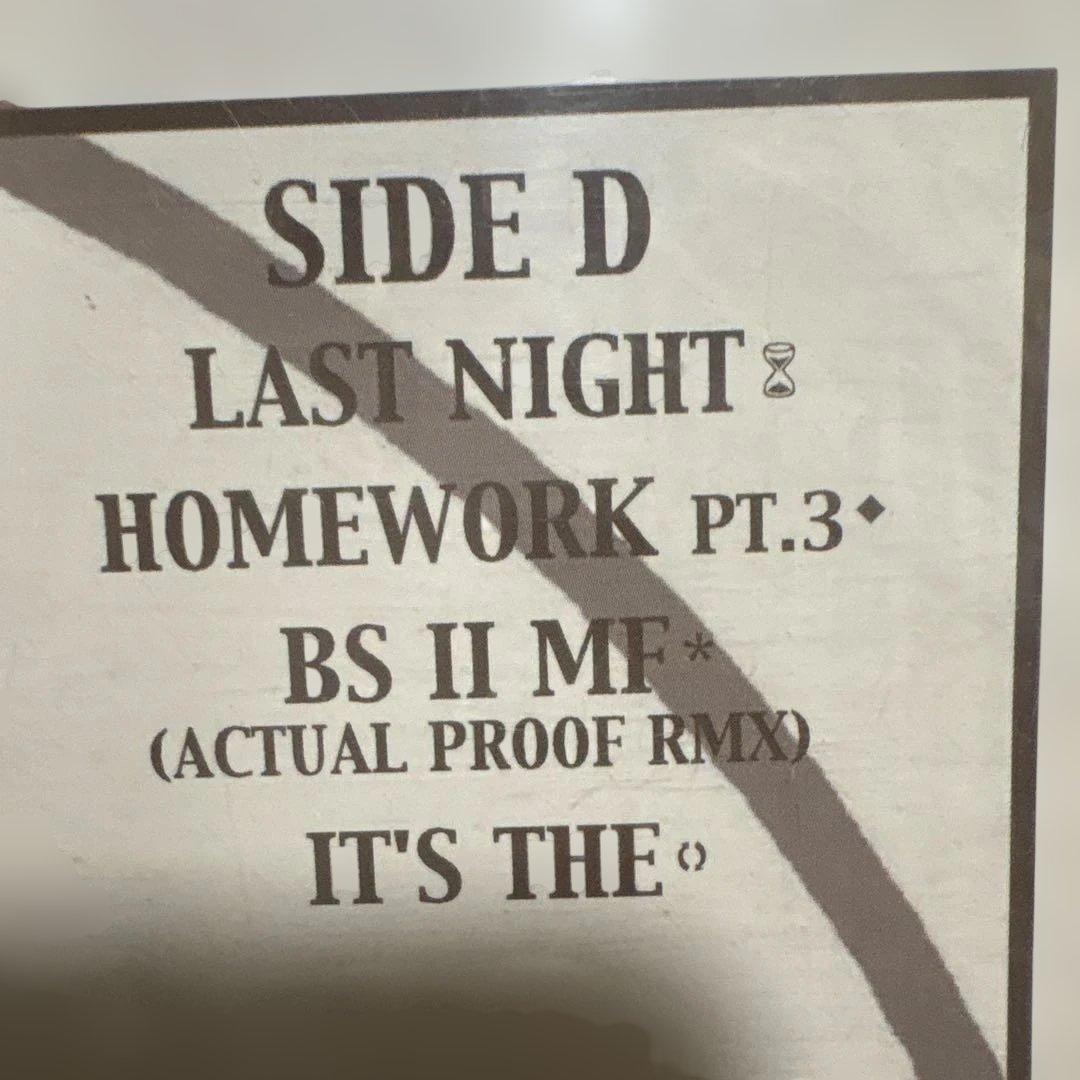 SIDE D
LAST NIGHT ⌛
HOMEWORK PT.3◆
BS II MF*
(ACTUAL PROOF RMX)
IT'S THE ()